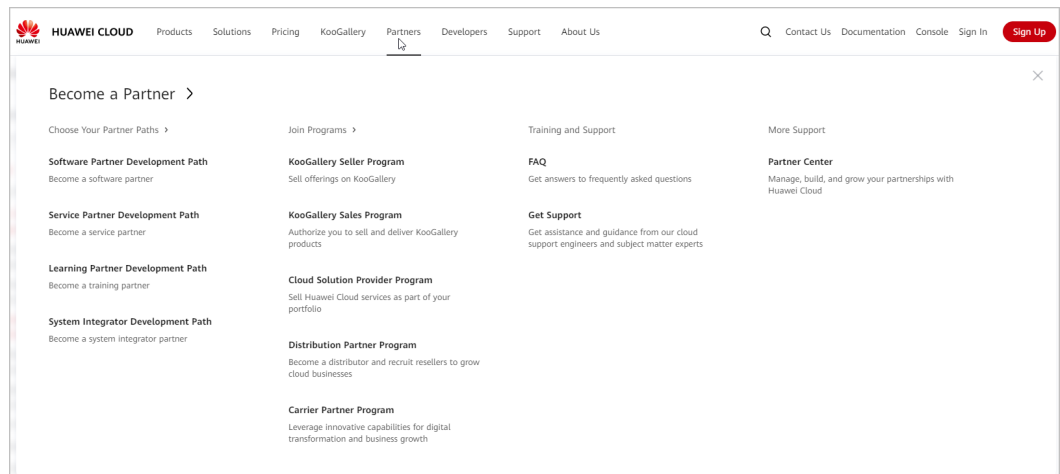 HUAWEI
HUAWEI CLOUD Products Solutions Pricing KooGallery Partners Developers Support About Us Contact Us Documentation Console Sign In Sign Up
Become a Partner >
Choose Your Partner Paths >
Software Partner Development Path
Become a software partner
Service Partner Development Path
Become a service partner
Learning Partner Development Path
Become a training partner
System Integrator Development Path
Become a system integrator partner
Join Programs >
KooGallery Seller Program
Sell offerings on KooGallery
KooGallery Sales Program
Authorize you to sell and deliver KooGallery
products
Cloud Solution Provider Program
Sell Huawei Cloud services as part of your
portfolio
Distribution Partner Program
Become a distributor and recruit resellers to grow
cloud businesses
Carrier Partner Program
Leverage innovative capabilities for digital
transformation and business growth
Training and Support
FAQ
Get answers to frequently asked questions
Get Support
Get assistance and guidance from our cloud
support engineers and subject matter experts
More Support
Partner Center
Manage, build, and grow your partnerships with
Huawei Cloud